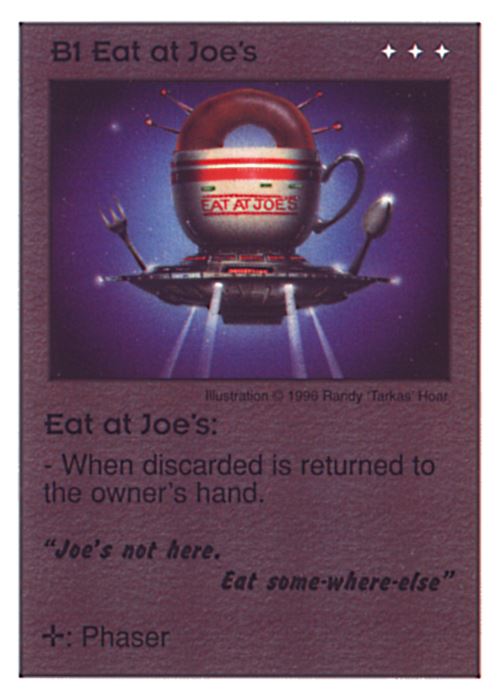 B1 Eat at Joe's
EAT AT JOE'S
Illustration © 1996 Randy 'Tarkas' Hoar
Eat at Joe's:
- When discarded is returned to
the owner's hand.
"Joe's not here.
Eat some-where-else"
✛: Phaser